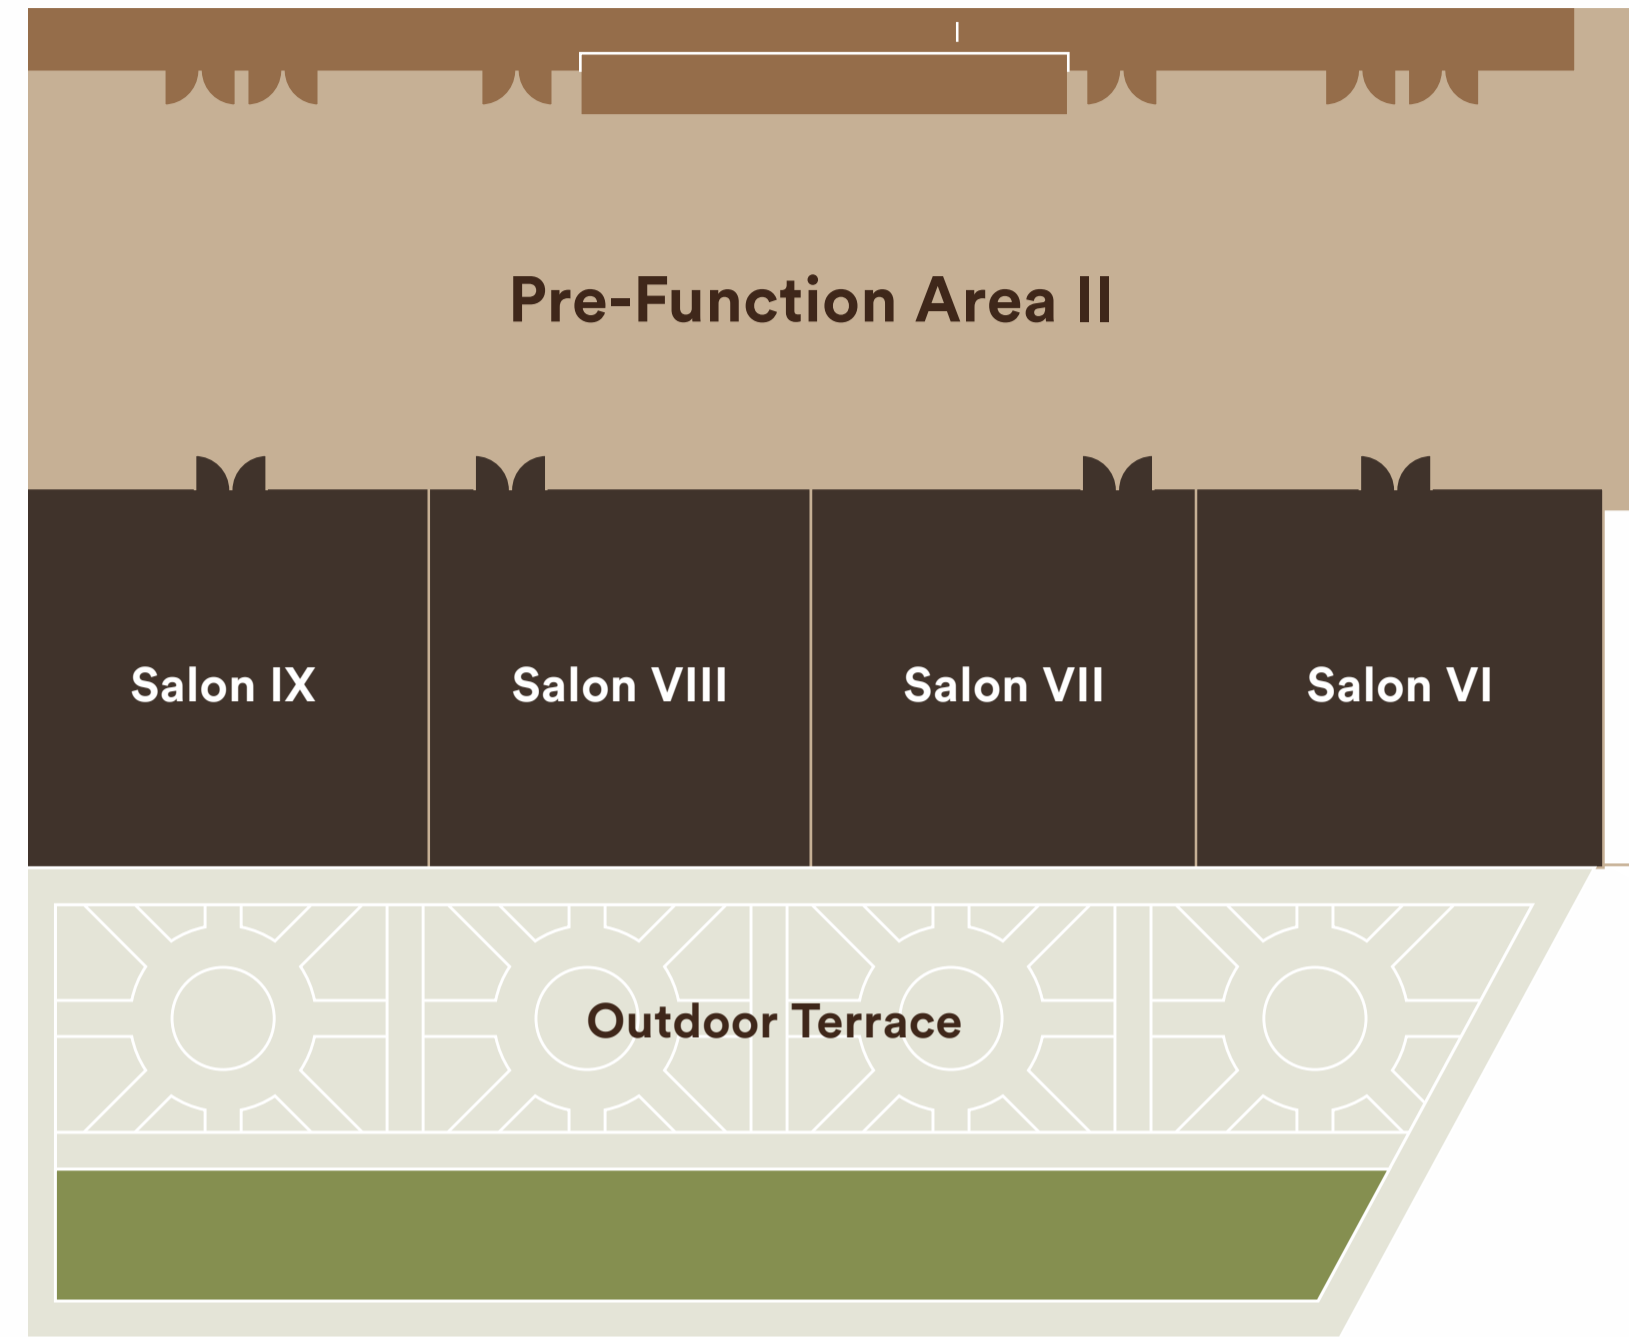 Pre-Function Area II
Salon IX
Salon VIII
Salon VII
Salon VI
Outdoor Terrace